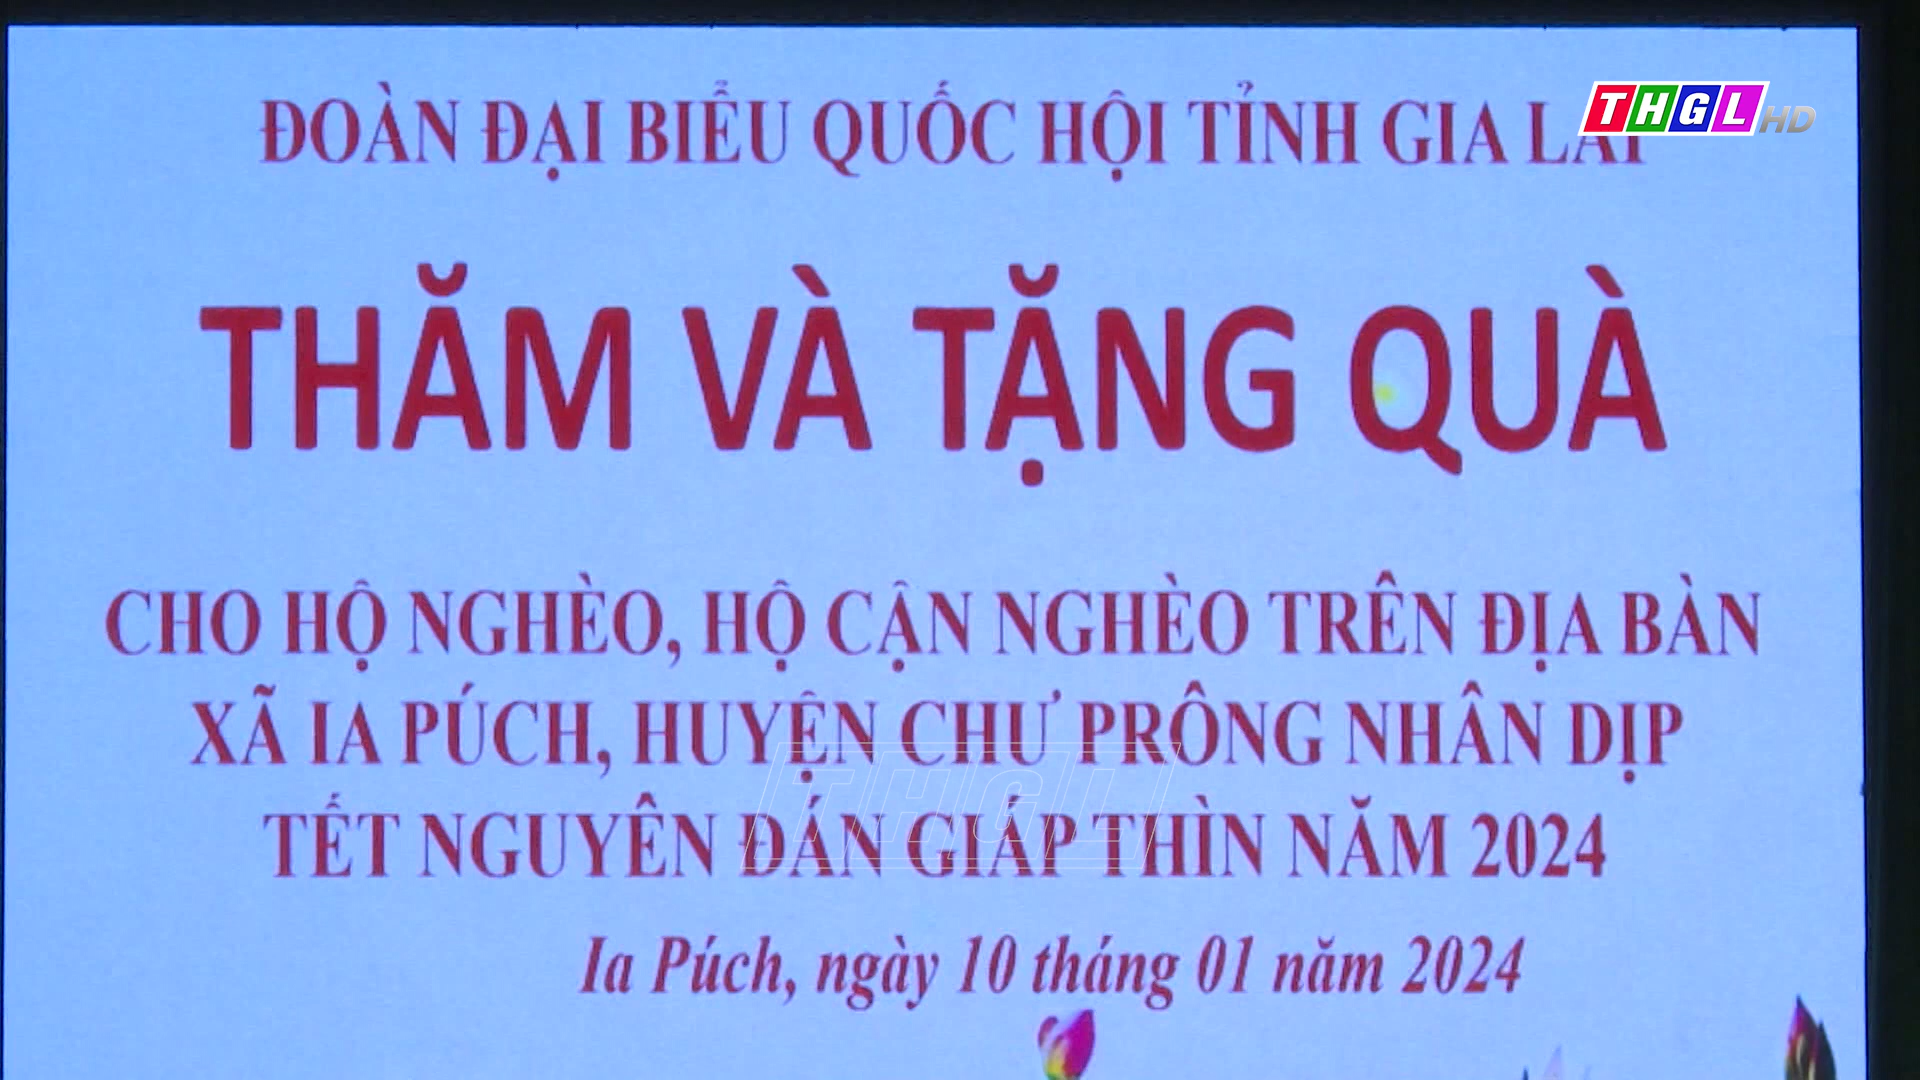 ĐOÀN ĐẠI BIỂU QUỐC HỘI TỈNH GIA LAI
THGL HD
THĂM VÀ TẶNG QUÀ
CHO HỘ NGHÈO, HỘ CẬN NGHÈO TRÊN ĐỊA BÀN
XÃ IA PÚCH, HUYỆN CHƯ PRÔNG NHÂN DỊP
THGL
TẾT NGUYÊN ĐÁN GIÁP THÌN NĂM 2024
Ia Púch, ngày 10 tháng 01 năm 2024